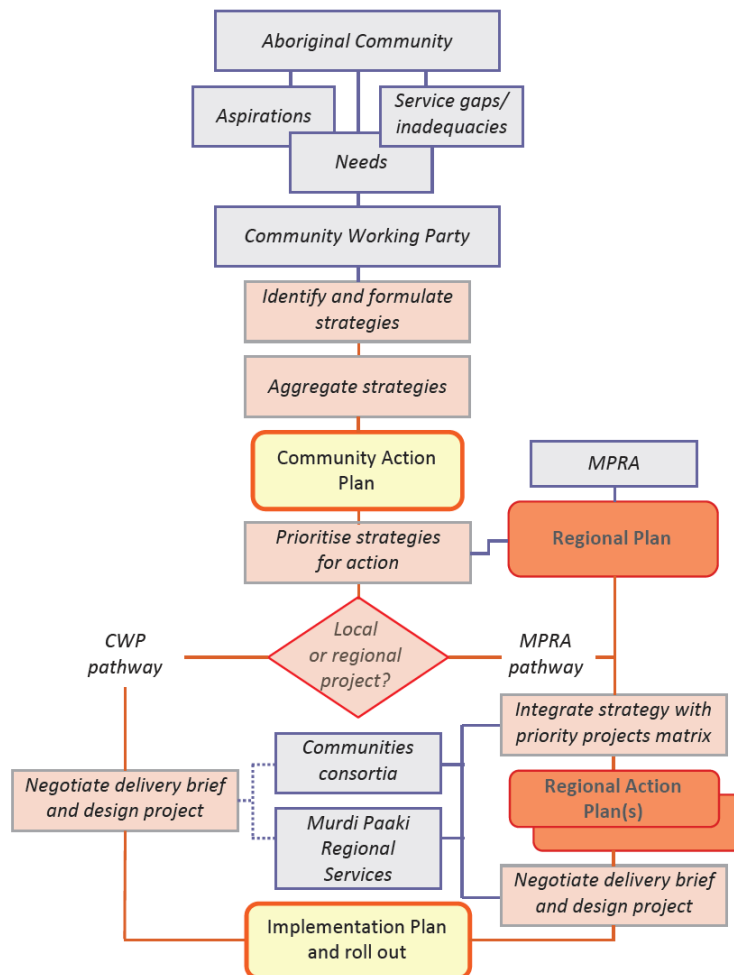 Aboriginal Community
Aspirations
Service gaps/
inadequacies
Needs
Community Working Party
Identify and formulate
strategies
Aggregate strategies
Community Action
Plan
MPRA
Prioritise strategies
for action
Regional Plan
CWP
pathway
Local
or regional
project?
MPRA
pathway
Integrate strategy with
priority projects matrix
Communities
consortia
Negotiate delivery brief
and design project
Regional Action
Plan(s)
Murdi Paaki
Regional
Services
Negotiate delivery brief
and design project
Implementation Plan
and roll out